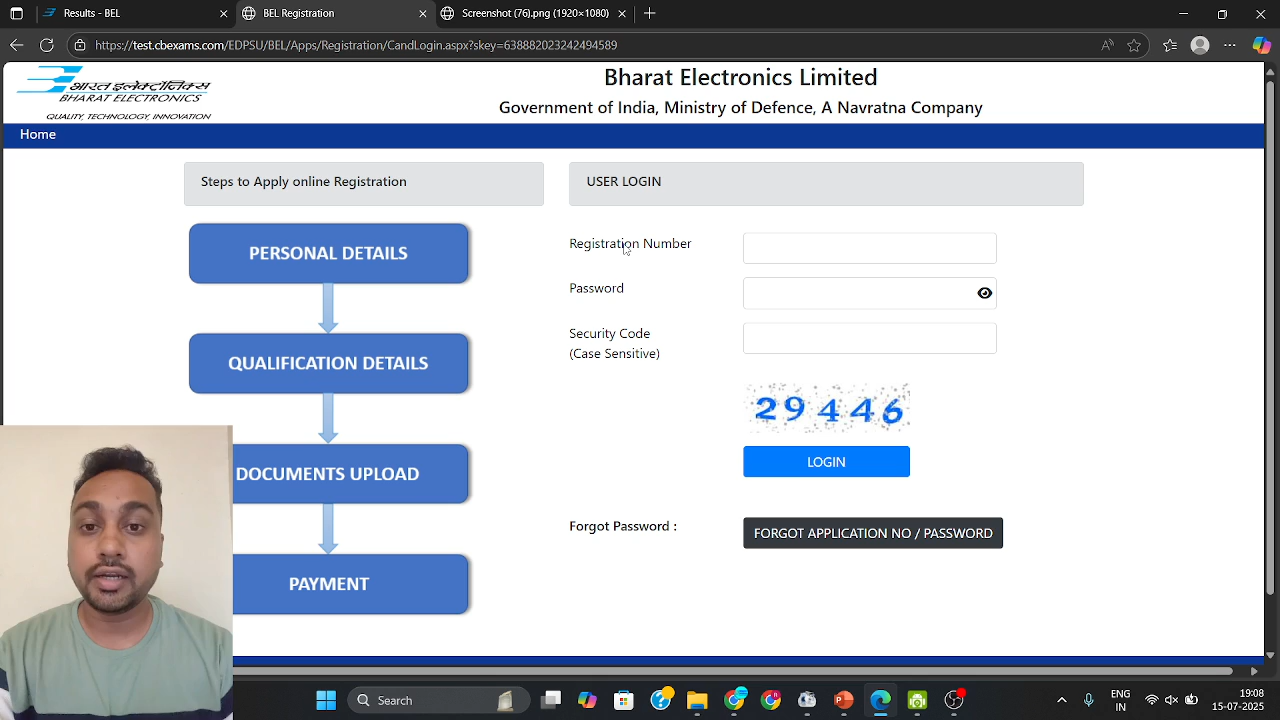 Results - BEL
BEL Registration
Screenshot (76).png (1920×1080)
https://test.cbexams.com/EDPSU/BEL/Apps/Registration/CandLogin.aspx?skey=638882023242494589
भारत इलेक्ट्रॉनिक्स
BHARAT ELECTRONICS
QUALITY, TECHNOLOGY, INNOVATION
Bharat Electronics Limited
Government of India, Ministry of Defence, A Navratna Company
Home
Steps to Apply online Registration
PERSONAL DETAILS
QUALIFICATION DETAILS
DOCUMENTS UPLOAD
PAYMENT
USER LOGIN
Registration Number
Password
Security Code
(Case Sensitive)
29446
LOGIN
Forgot Password :
FORGOT APPLICATION NO / PASSWORD
Search
ENG
IN
19:08
15-07-2025